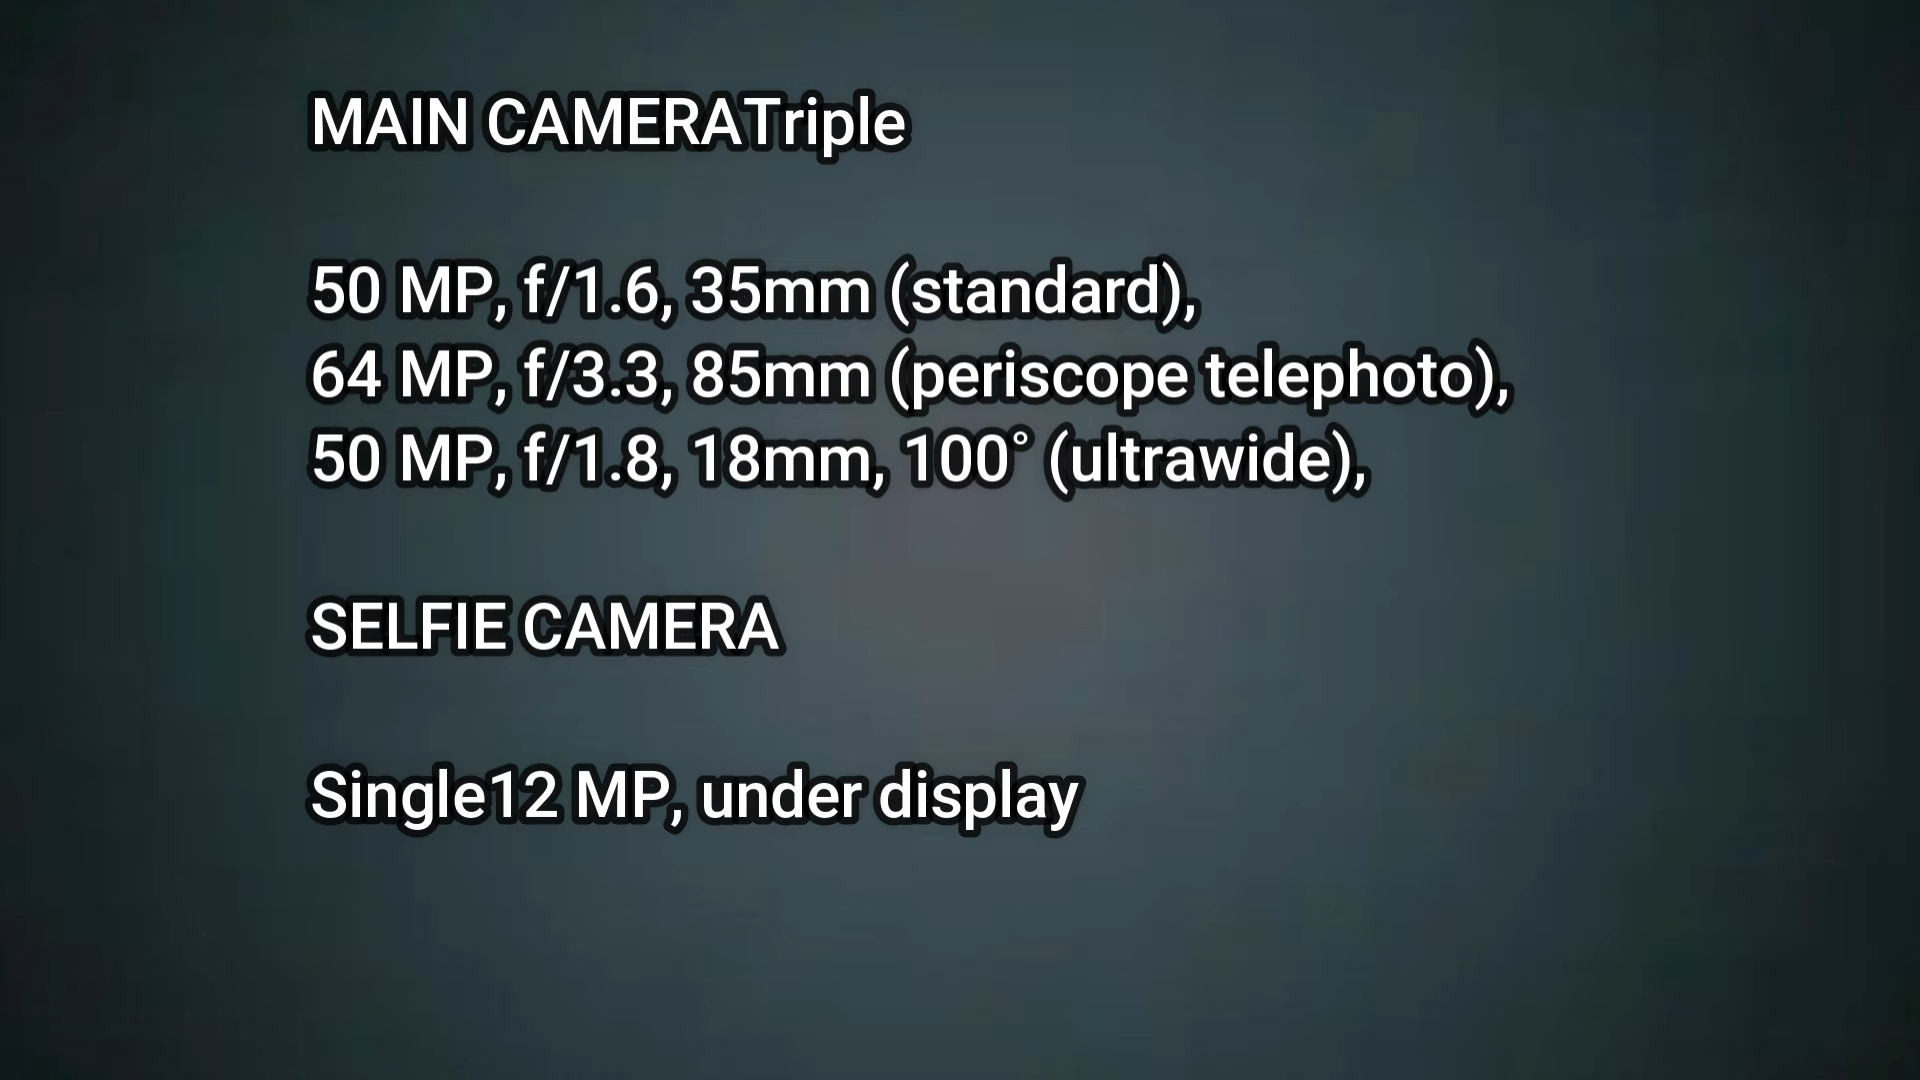 MAIN CAMERATriple
50 MP, f/1.6, 35mm (standard),
64 MP, f/3.3, 85mm (periscope telephoto),
50 MP, f/1.8, 18mm, 100˚ (ultrawide),
SELFIE CAMERA
Single12 MP, under display